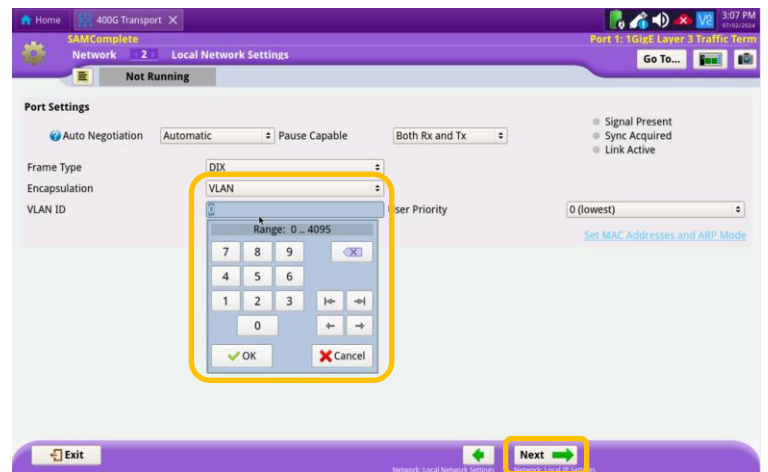 Home
400G Transport X
V2
3:07 PM
07/02/2024
SAMComplete
Port 1: 1GigE Layer 3 Traffic Term
Network 2 Local Network Settings
Go To...
Not Running
Port Settings
Auto Negotiation
Automatic
Pause Capable
Both Rx and Tx
Signal Present
Sync Acquired
Link Active
Frame Type
DIX
Encapsulation
VLAN
VLAN ID
0
User Priority
0 (lowest)
Range: 0 .. 4095
Set MAC Addresses and ARP Mode
7 8 9
4 5 6
1 2 3
0
OK
Cancel
Exit
Next
Network: Local Network Settings
Network: Local IP Settings